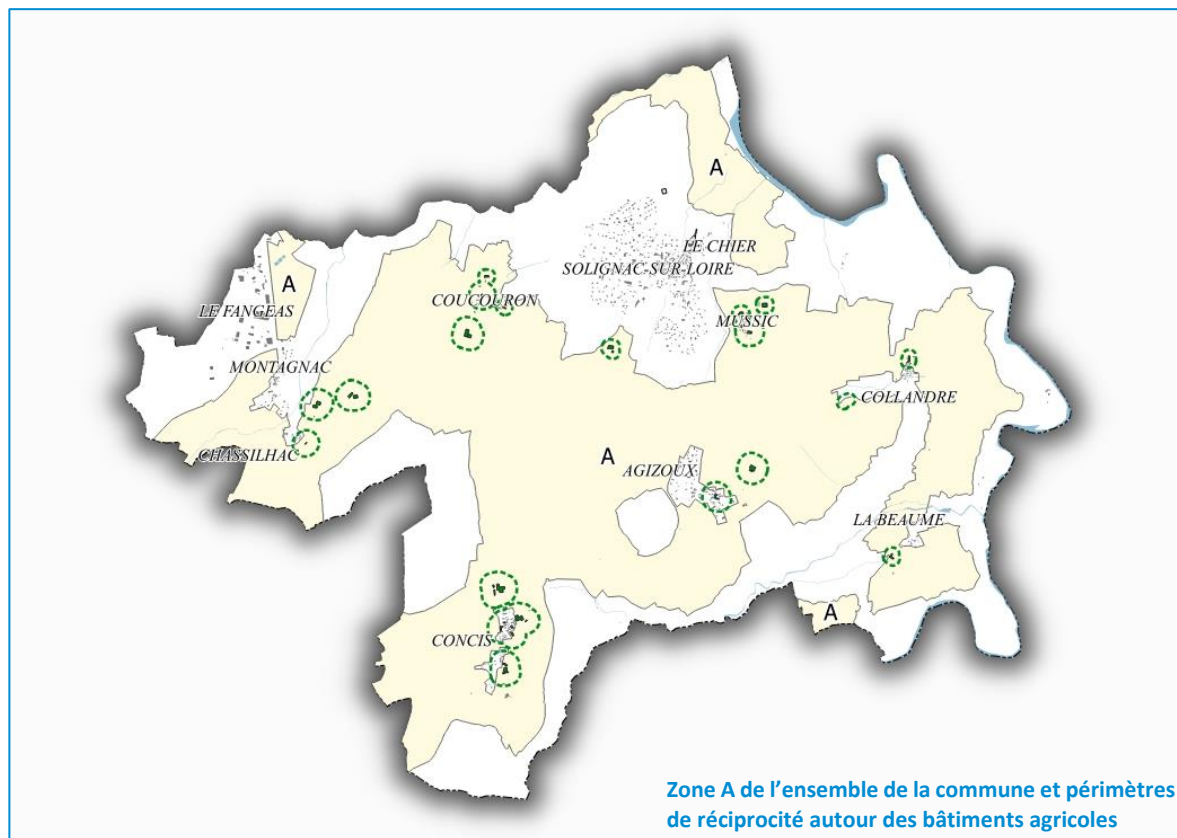 A
LE CHIER
SOLIGNAC-SUR-LOIRE
A
COUCOURON
LE FANGEAS
MUSSIC
MONTAGNAC
COLLANDRE
CHASSILHAC
A
AGIZOUX
LA BEAUME
A
CONCIS
Zone A de l’ensemble de la commune et périmètres
de réciprocité autour des bâtiments agricoles